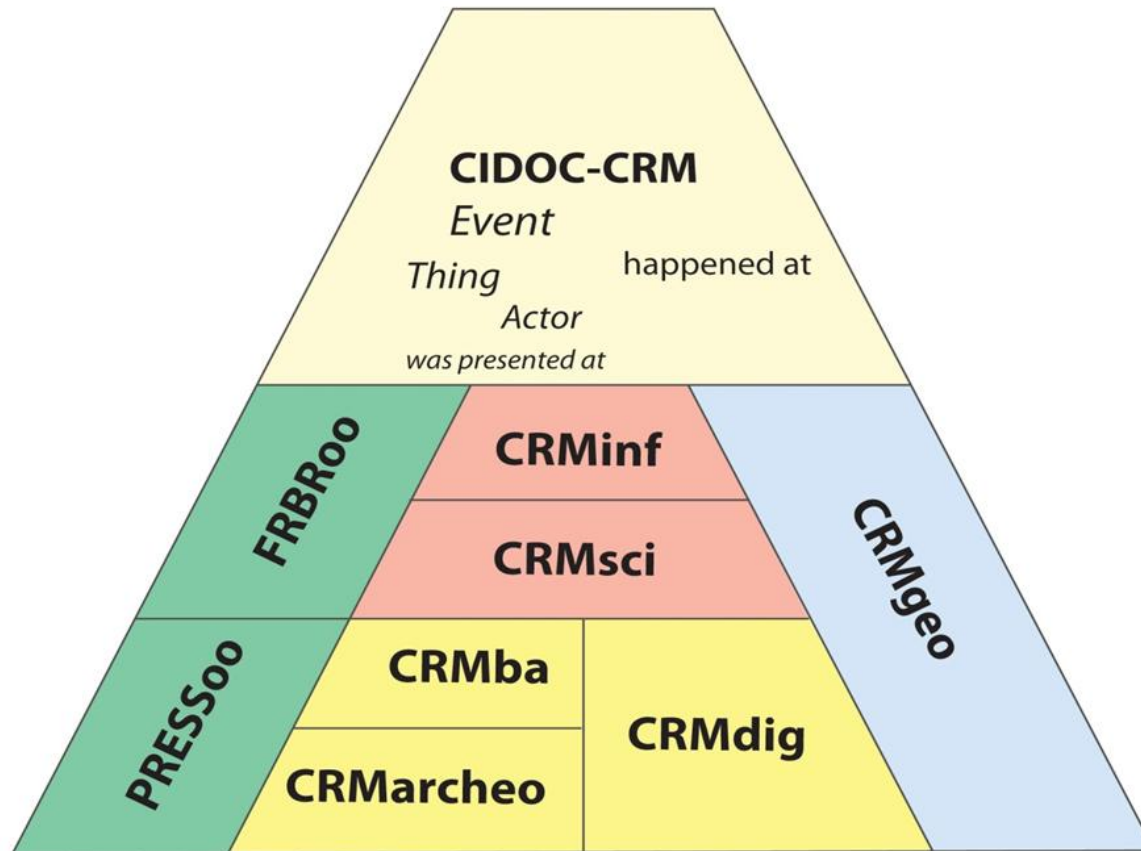 CIDOC-CRM
Event
happened at
Thing
Actor
was presented at
FRBRoo
CRMinf
CRMsci
CRMgeo
PRESSoo
CRMba
CRMdig
CRMarcheo